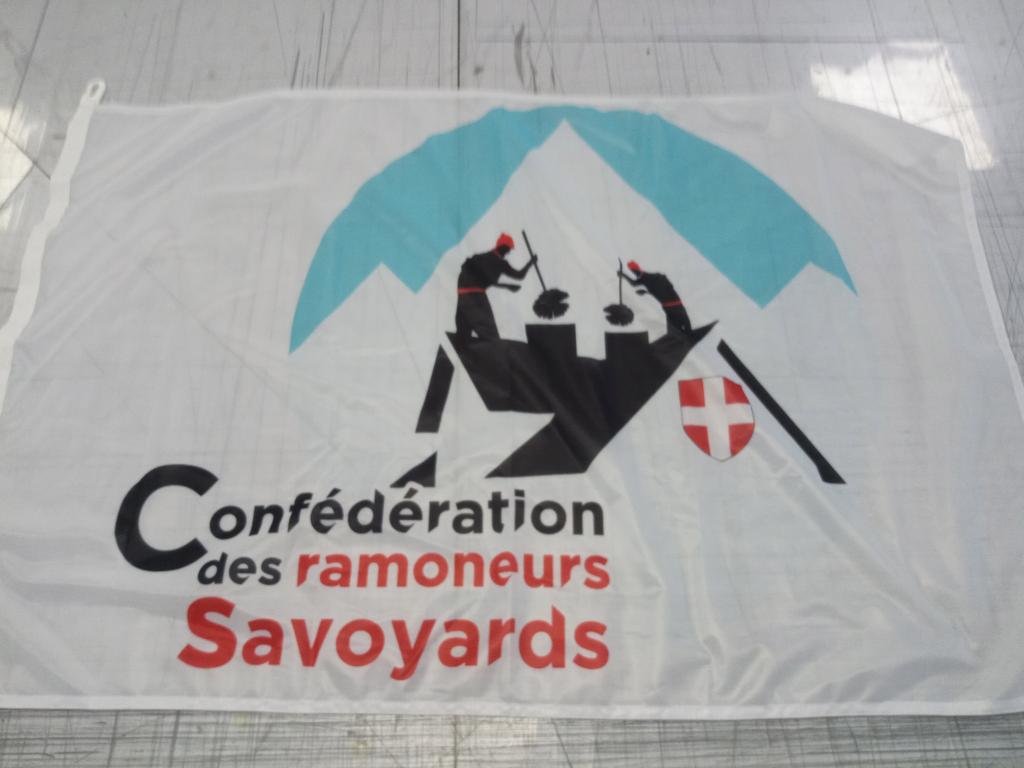 Confédération
des ramoneurs
Savoyards